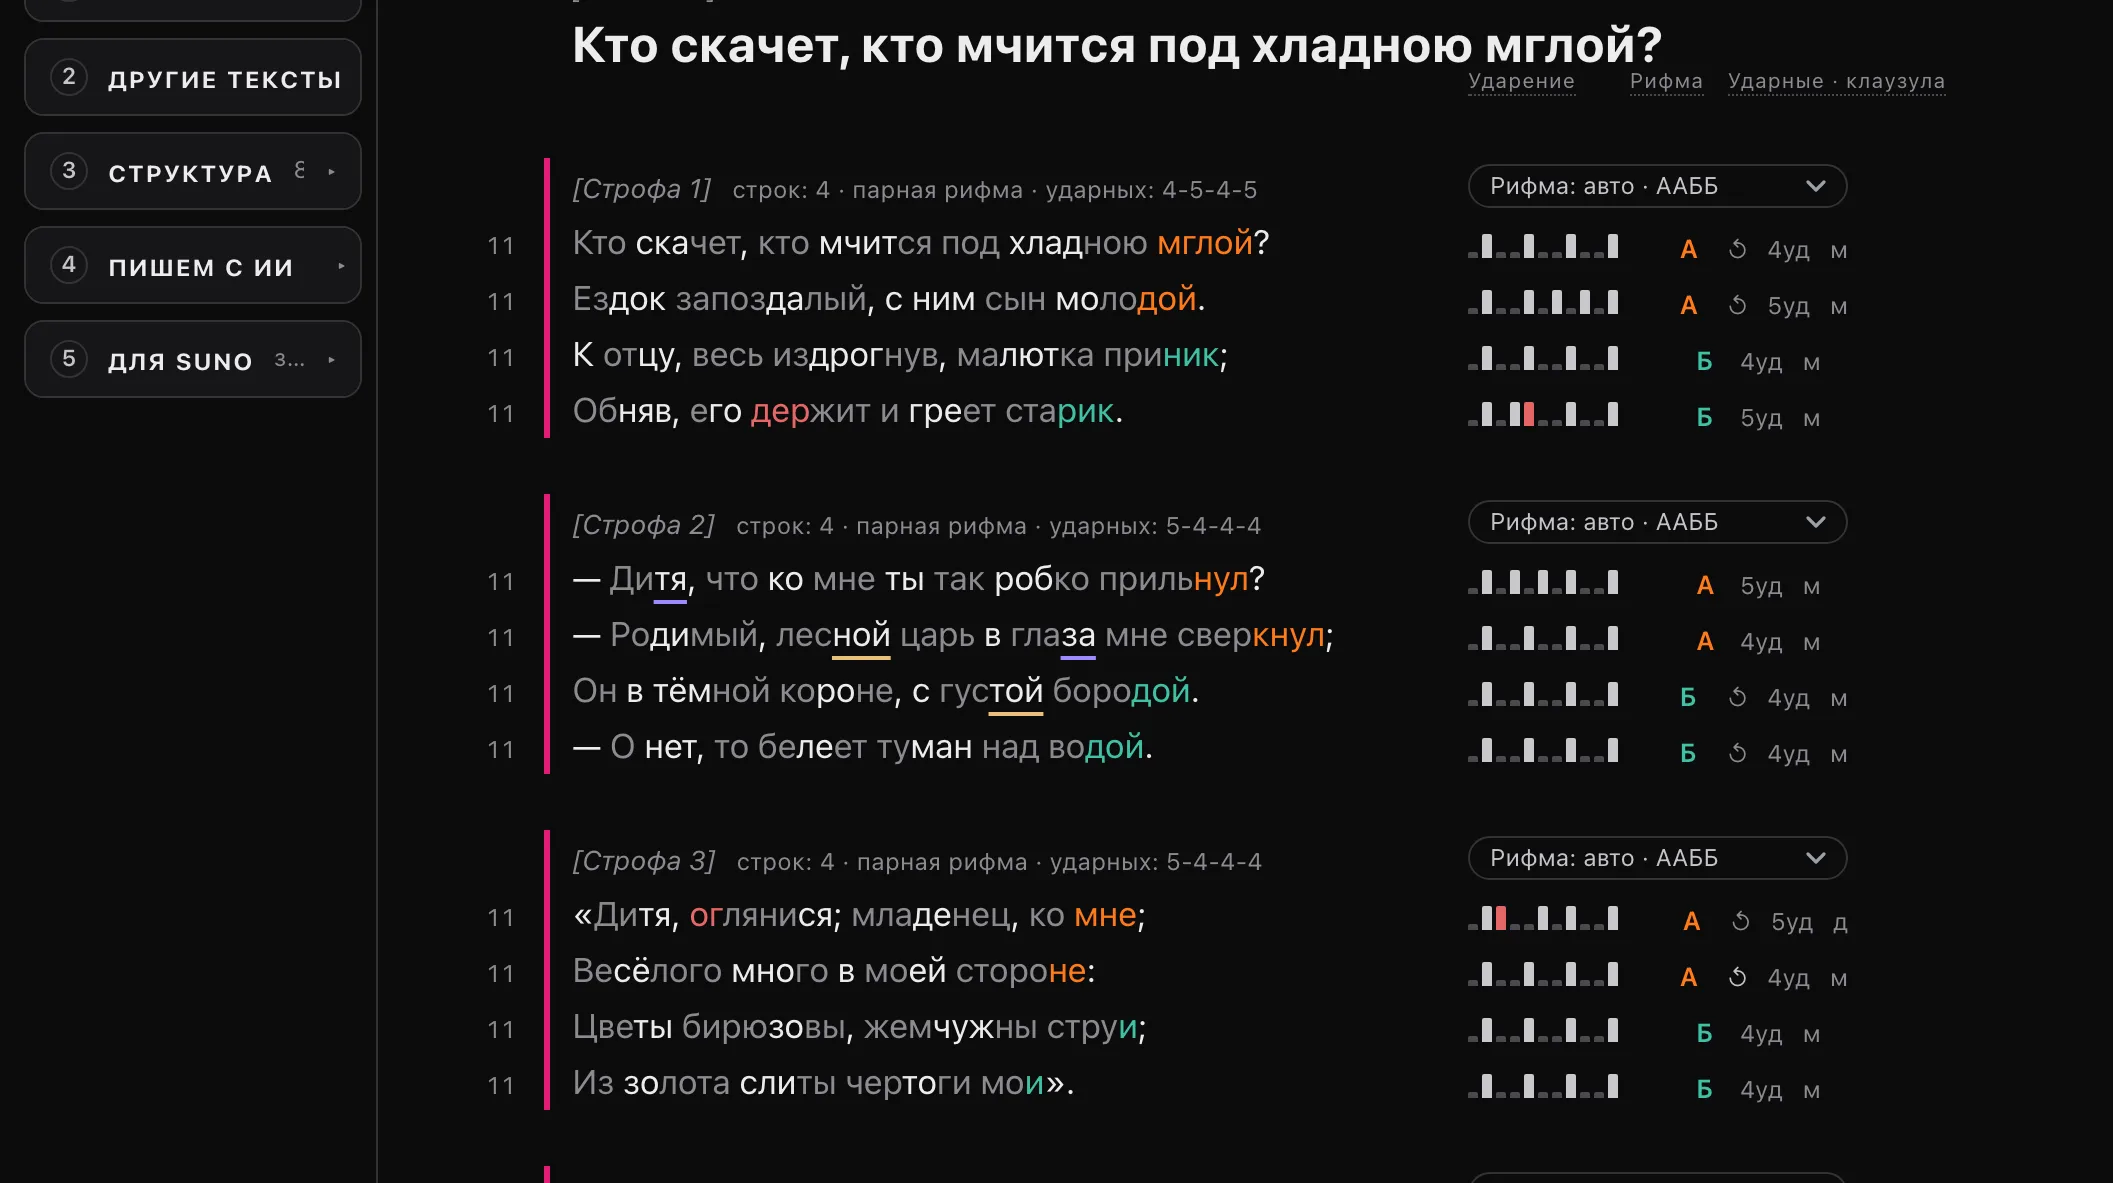 Кто скачет, кто мчится под хладною мглой?
Ударение Рифма Ударные · клаузула
2 ДРУГИЕ ТЕКСТЫ
3 СТРУКТУРА 8
4 ПИШЕМ С ИИ
5 ДЛЯ SUNO з...
[Строфа 1] строк: 4 · парная рифма · ударных: 4-5-4-5 Рифма: авто · ААББ
11 Кто скачет, кто мчится под хладною мглой? А 4уд м
11 Ездок запоздалый, с ним сын молодой. А 5уд м
11 К отцу, весь издрогнув, малютка приник; Б 4уд м
11 Обняв, его держит и греет старик. Б 5уд м
[Строфа 2] строк: 4 · парная рифма · ударных: 5-4-4-4 Рифма: авто · ААББ
11 — Дитя, что ко мне ты так робко прильнул? А 5уд м
11 — Родимый, лесной царь в глаза мне сверкнул; А 4уд м
11 Он в тёмной короне, с густой бородой. Б 4уд м
11 — О нет, то белеет туман над водой. Б 4уд м
[Строфа 3] строк: 4 · парная рифма · ударных: 5-4-4-4 Рифма: авто · ААББ
11 «Дитя, оглянися; младенец, ко мне; А 5уд д
11 Весёлого много в моей стороне: А 4уд м
11 Цветы бирюзовы, жемчужны струи; Б 4уд м
11 Из золота слиты чертоги мои». Б 4уд м